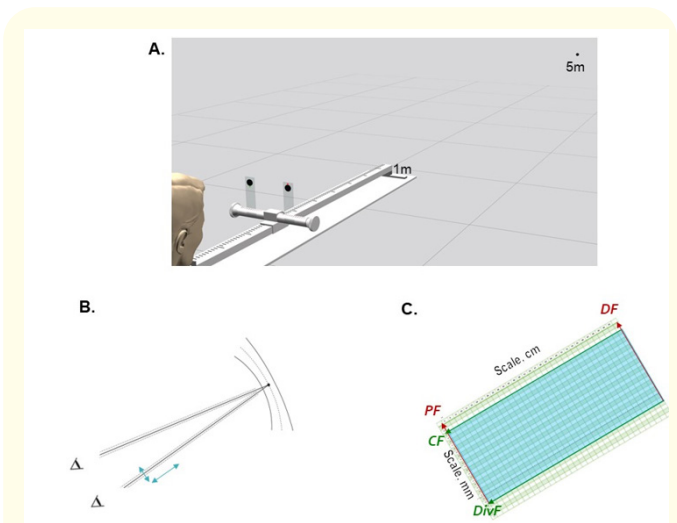 A.
5m
1m
B.
C.
DF
Scale. cm
PF
CF
Scale. mm
DivF